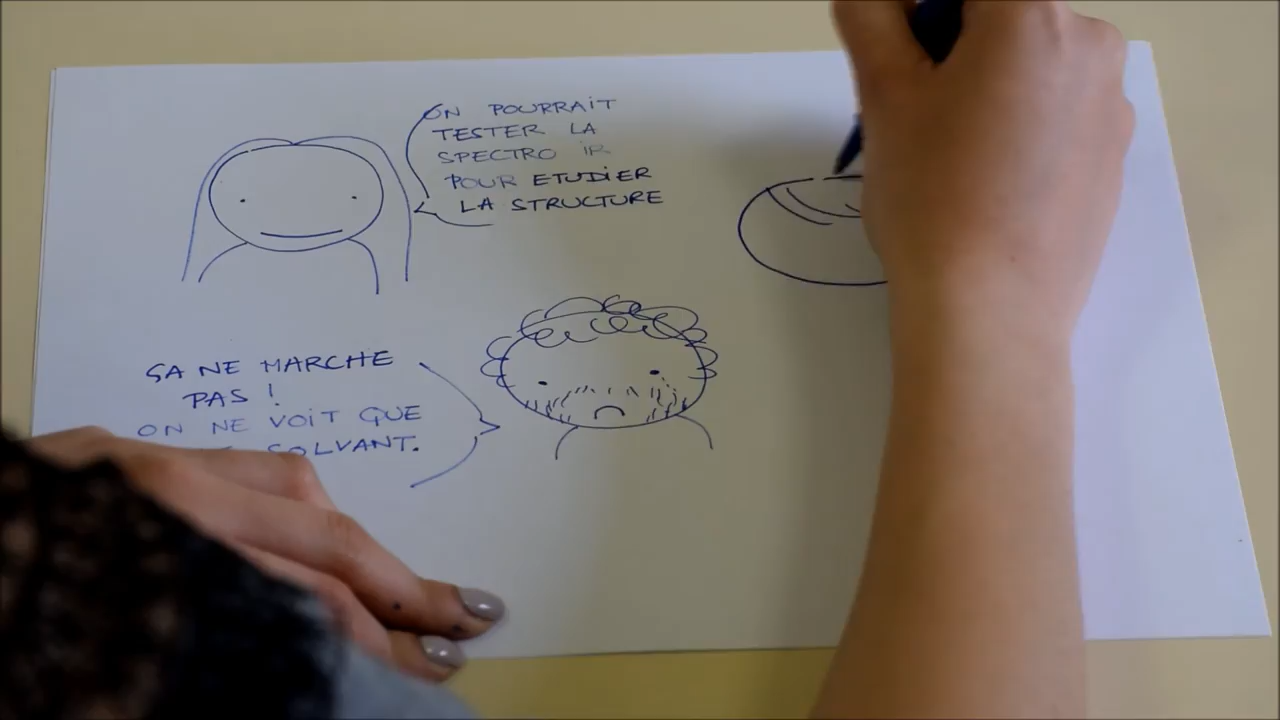 ON POURRAIT
TESTER LA
SPECTRO IR
POUR ETUDIER
LA STRUCTURE
ÇA NE MARCHE
PAS !
ON NE VOIT QUE
SOLVANT.